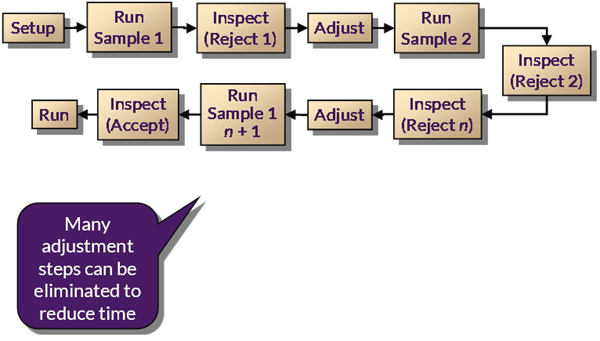 Setup
Run
Sample 1
Inspect
(Reject 1)
Adjust
Run
Sample 2
Inspect
(Reject 2)
Inspect
(Reject n)
Adjust
Run
Sample 1
n + 1
Inspect
(Accept)
Run
Many
adjustment
steps can be
eliminated to
reduce time